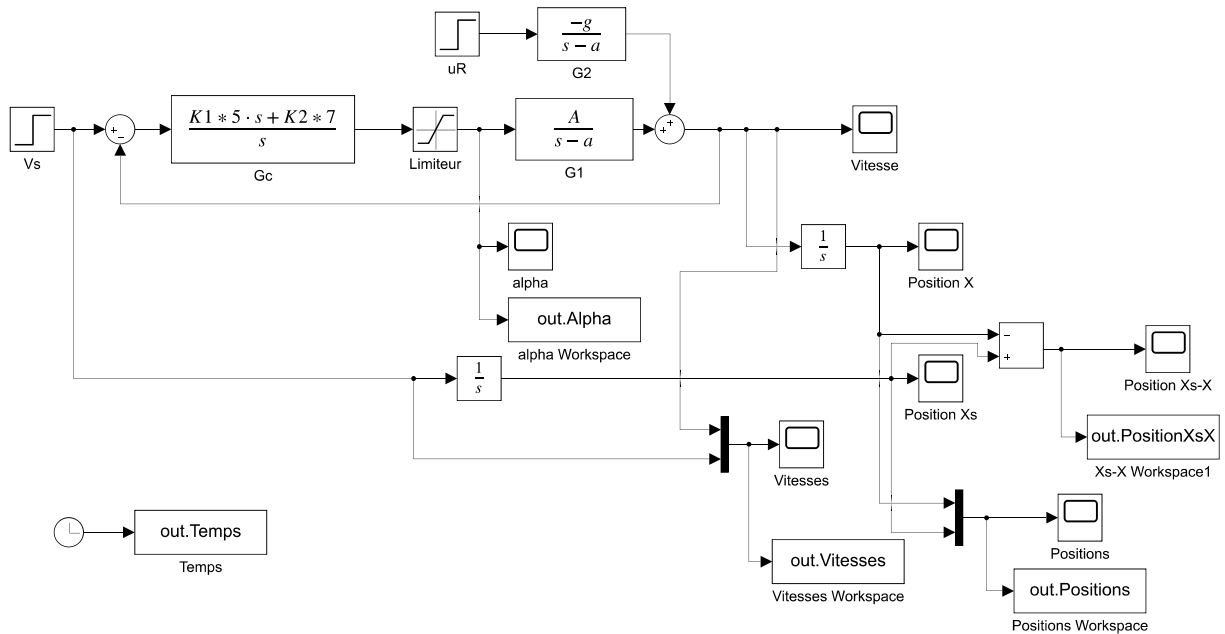 uR
−g
s − a
G2
Vs
+
−
K1 * 5 · s + K2 * 7
s
Gc
Limiteur
A
s − a
G1
+
+
Vitesse
alpha
out.Alpha
alpha Workspace
1
s
Position X
1
s
Position Xs
−
+
Position Xs-X
out.PositionXsX
Xs-X Workspace1
Vitesses
out.Vitesses
Vitesses Workspace
Positions
out.Positions
Positions Workspace
out.Temps
Temps